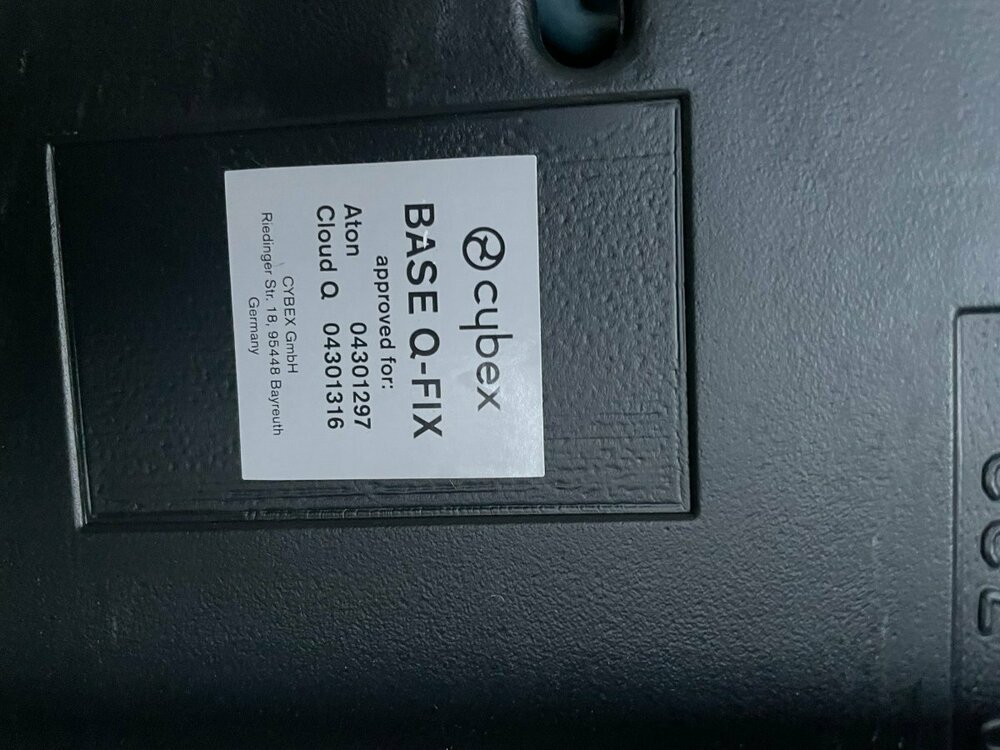 cybex
BASE Q-FIX
approved for:
Aton 04301297
Cloud Q 04301316
CYBEX GmbH
Riedinger Str. 18, 95448 Bayreuth
Germany